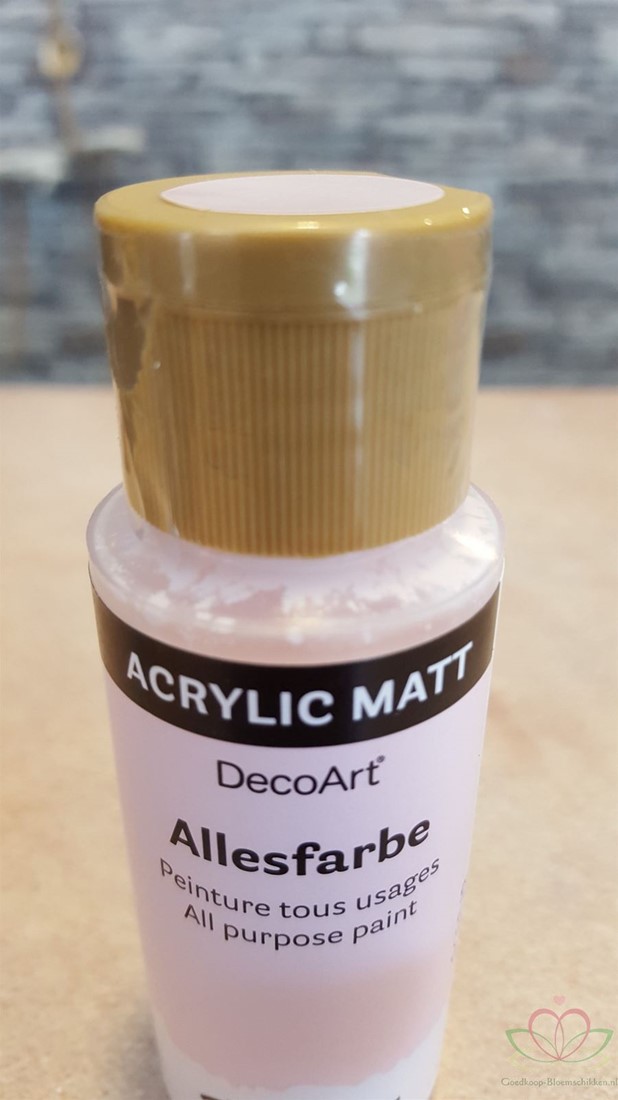 ACRYLIC MATT
DecoArt®
Allesfarbe
Peinture tous usages
All purpose paint
Goedkoop-Bloemschikken.nl